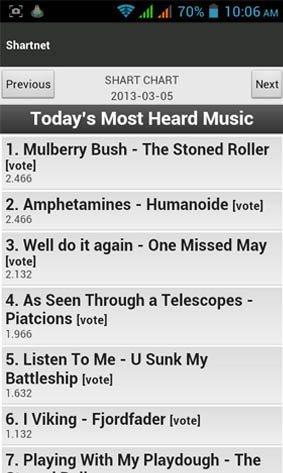 70% 10:06 AM
Shartnet
Previous
SHART CHART
2013-03-05
Next
Today's Most Heard Music
1. Mulberry Bush - The Stoned Roller
[vote]
2.466
2. Amphetamines - Humanoide [vote]
2.466
3. Well do it again - One Missed May
[vote]
2.132
4. As Seen Through a Telescopes -
Piatcions [vote]
1.966
5. Listen To Me - U Sunk My
Battleship [vote]
1.632
6. I Viking - Fjordfader [vote]
1.132
7. Playing With My Playdough - The